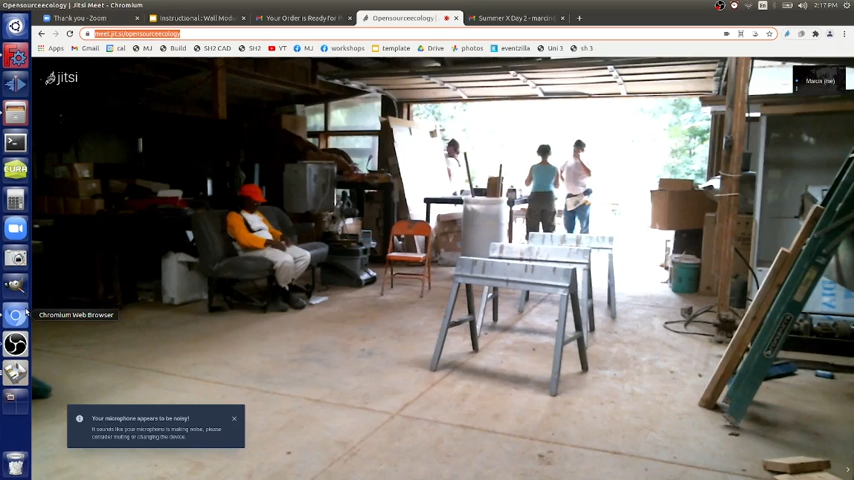 Opensourceecology | Jitsi Meet - Chromium
En
2:17 PM
Thank you - Zoom
Instructional: Wall Modu
Your Order is Ready for P
Opensourceecology |
Summer X Day 2 - marcin
meet.jit.si/opensourceecology
Apps
MJ
Build
SH2 CAD
SH2
YT
MJ
workshops
template
Drive
photos
eventzilla
Uni 3
sh 3
jitsi
Marcin (me)
Chromium Web Browser
CURA
Your microphone appears to be noisy!
It sounds like your microphone is making noise, please
consider muting or changing the device.